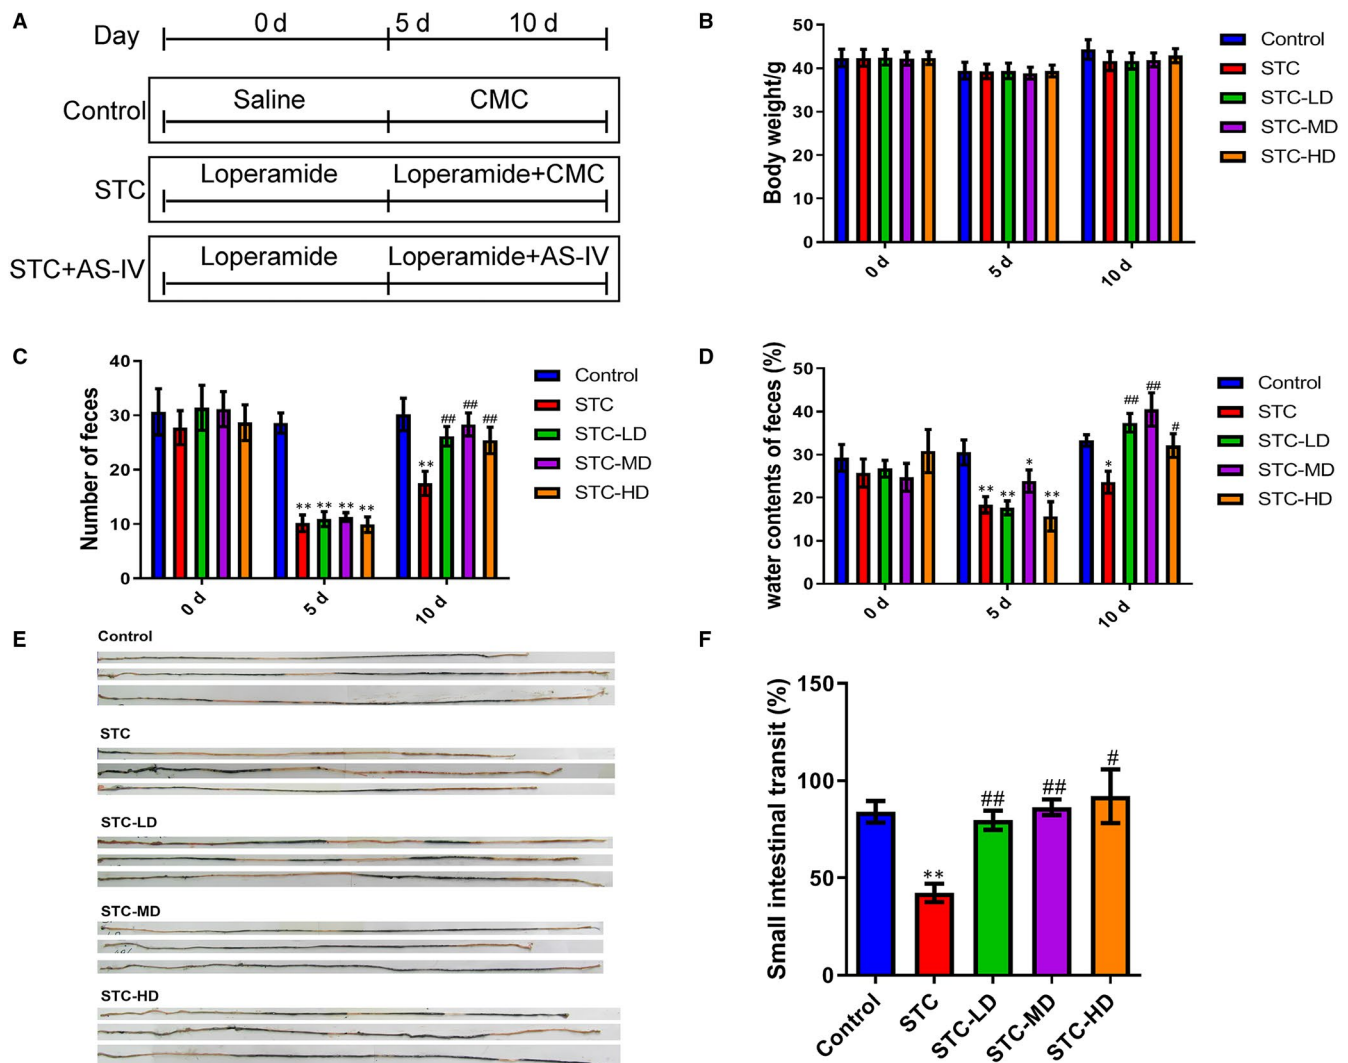 A
Day 0 d 5 d 10 d
Control Saline CMC
STC Loperamide Loperamide+CMC
STC+AS-IV Loperamide Loperamide+AS-IV
B
Body weight/g
50
40
30
20
10
0
0 d 5 d 10 d
Control
STC
STC-LD
STC-MD
STC-HD
C
Number of feces
40
30
20
10
0
** ** ** **
** ## ## ##
0 d 5 d 10 d
Control
STC
STC-LD
STC-MD
STC-HD
D
water contents of feces (%)
50
40
30
20
10
0
** ** * **
* ## ## #
0 d 5 d 10 d
Control
STC
STC-LD
STC-MD
STC-HD
E
Control
STC
STC-LD
STC-MD
STC-HD
F
Small intestinal transit (%)
150
100
50
0
** ## ## #
Control STC STC-LD STC-MD STC-HD